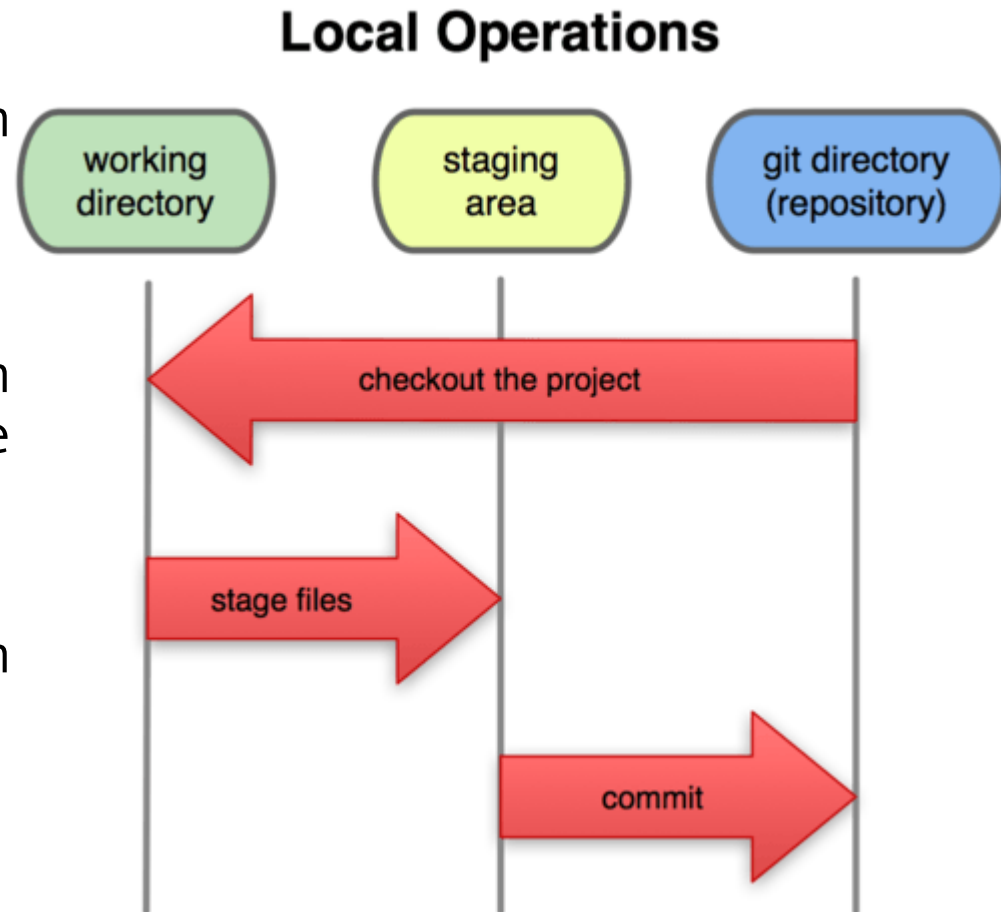 Local Operations
working
directory
staging
area
git directory
(repository)
checkout the project
stage files
commit